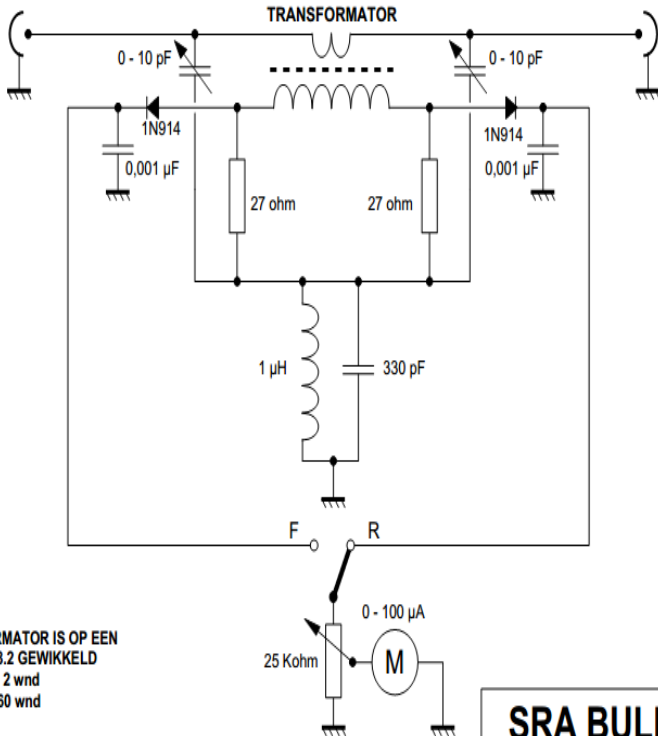 TRANSFORMATOR
0 - 10 pF
0 - 10 pF
1N914
1N914
0,001 µF
0,001 µF
27 ohm
27 ohm
1 µH
330 pF
F
R
0 - 100 µA
RMATOR IS OP EEN
3.2 GEWIKKELD
2 wnd
60 wnd
25 Kohm
M
SRA BULL